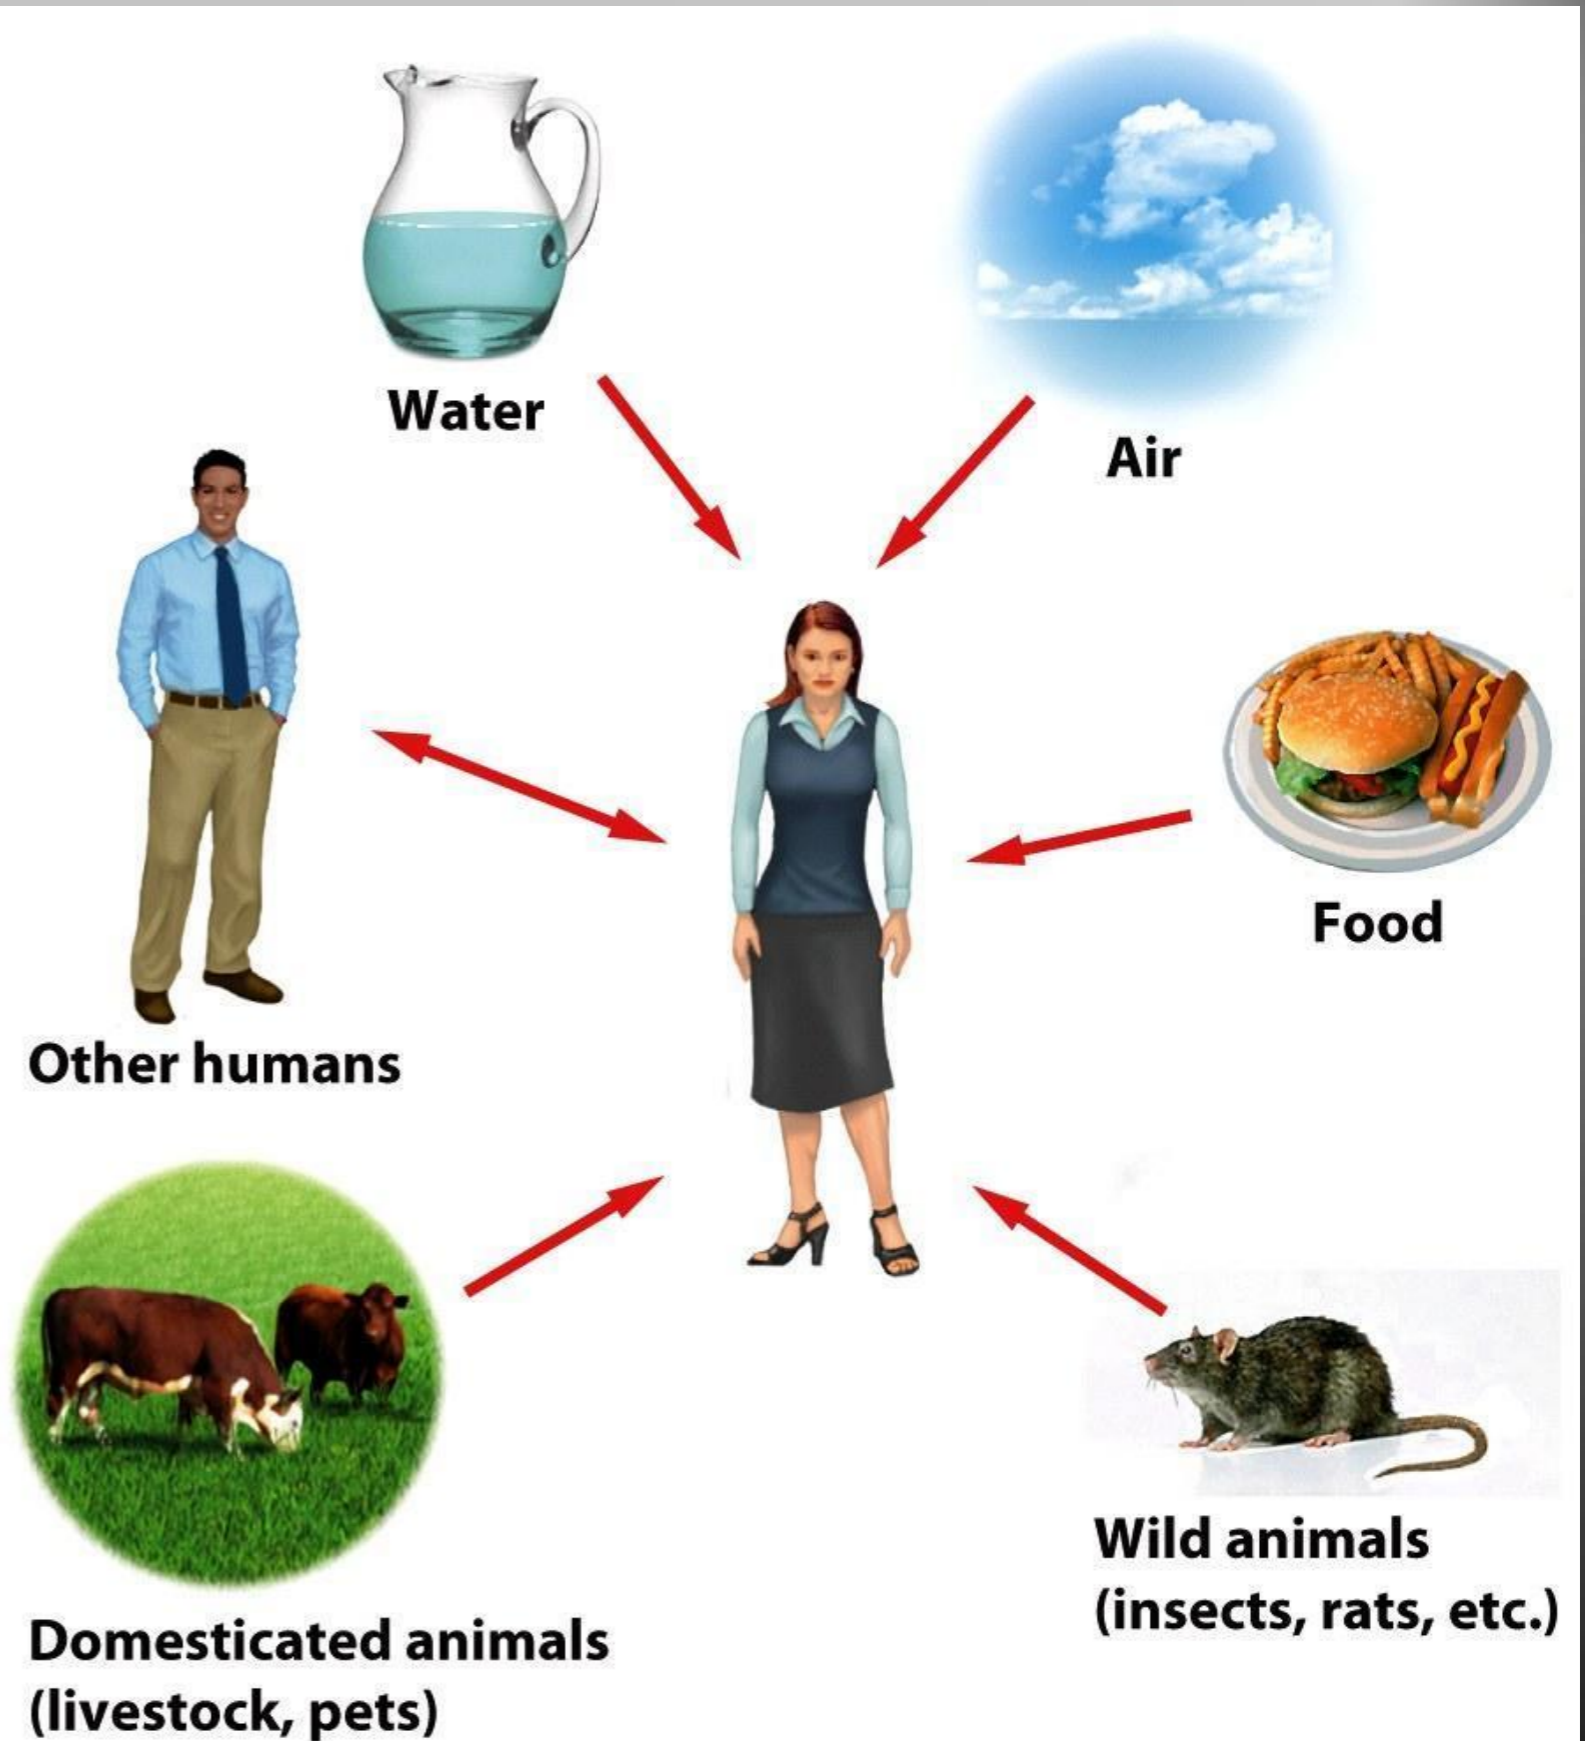 Water
Air
Food
Other humans
Wild animals
(insects, rats, etc.)
Domesticated animals
(livestock, pets)